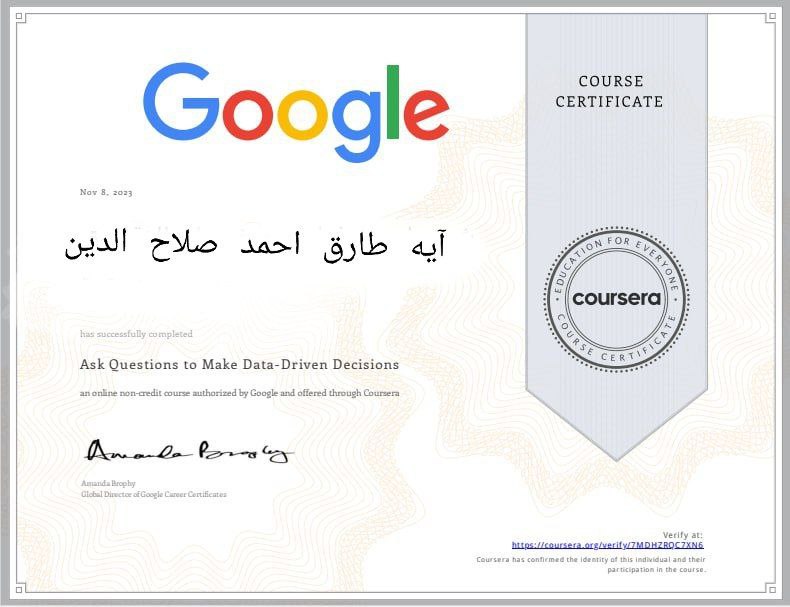 Google
COURSE
CERTIFICATE
Nov 8, 2023
آيه طارق احمد صلاح الدين
EDUCATION FOR EVERYONE
coursera
COURSE CERTIFICATE
has successfully completed
Ask Questions to Make Data-Driven Decisions
an online non-credit course authorized by Google and offered through Coursera
Amanda Brophy
Amanda Brophy
Global Director of Google Career Certificates
Verify at:
https://coursera.org/verify/7MDHZRQC7XN6
Coursera has confirmed the identity of this individual and their
participation in the course.